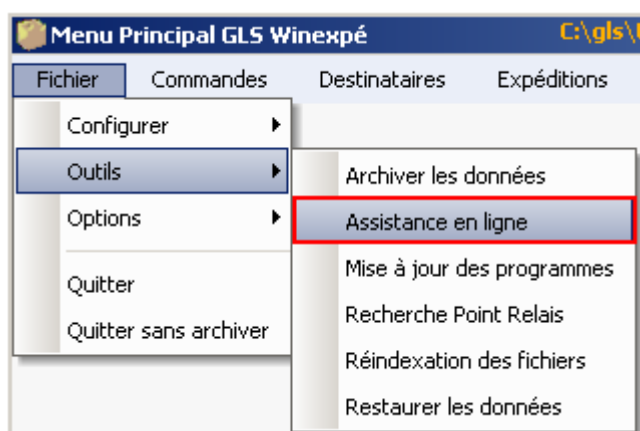 Menu Principal GLS Winexpé C:\gls\
Fichier Commandes Destinataires Expéditions
Configurer
Outils
Options
Quitter
Quitter sans archiver
Archiver les données
Assistance en ligne
Mise à jour des programmes
Recherche Point Relais
Réindexation des fichiers
Restaurer les données